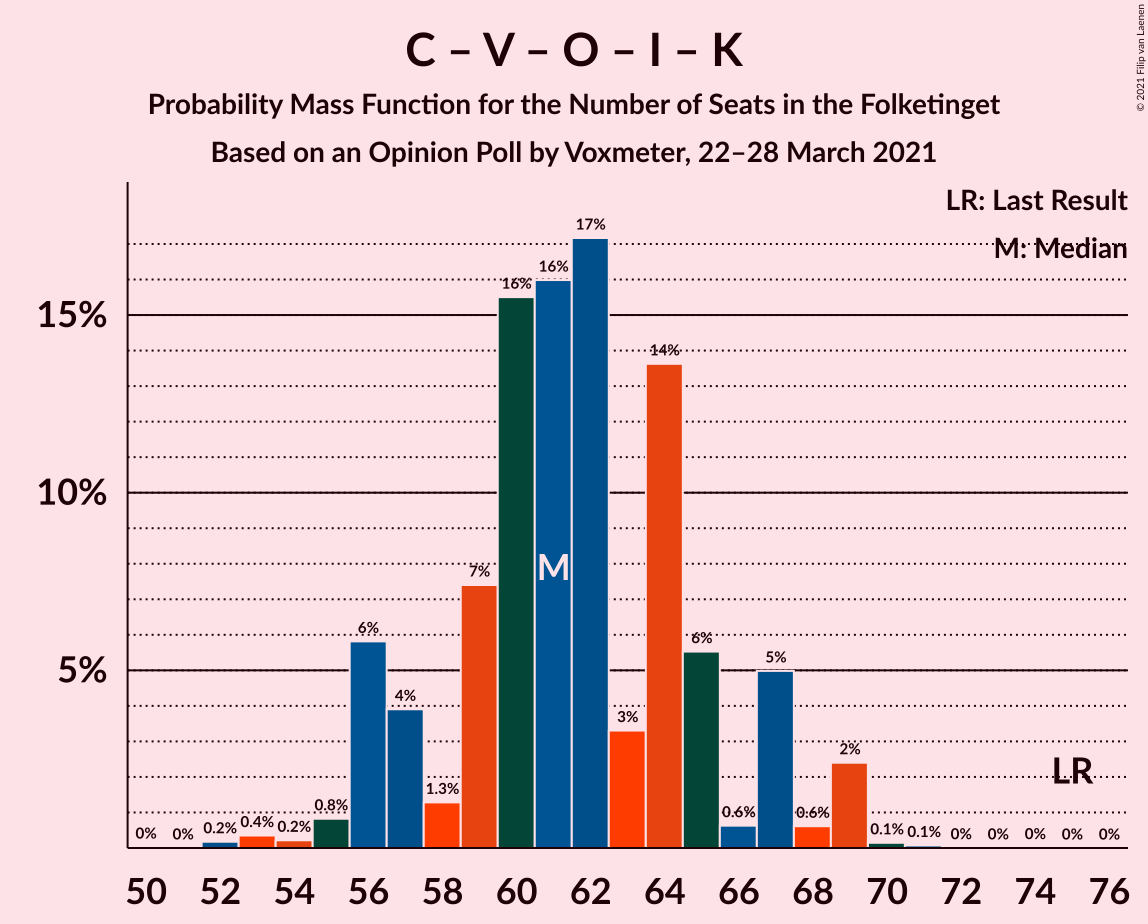 C – V – O – I – K
Probability Mass Function for the Number of Seats in the Folketinget
Based on an Opinion Poll by Voxmeter, 22–28 March 2021
© 2021 Filip van Laenen
LR: Last Result
M: Median
15%
10%
5%
0% 0% 0.2% 0.4% 0.2% 0.8% 6% 4% 1.3% 7% 16% 16% 17% 3% 14% 6% 0.6% 5% 0.6% 2% 0.1% 0.1% 0% 0% 0% 0% 0%
M
LR
50 52 54 56 58 60 62 64 66 68 70 72 74 76